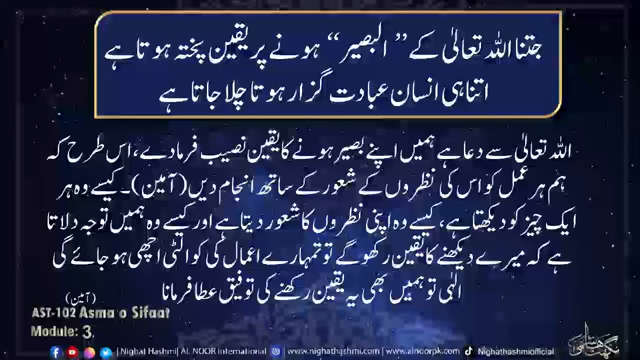 جتنا اللہ تعالیٰ کے ”البصیر“ ہونے پر یقین پختہ ہوتا ہے
اتنا ہی انسان عبادت گزار ہوتا چلا جاتا ہے
اللہ تعالیٰ سے دعا ہے ہمیں اپنے بصیر ہونے کا یقین نصیب فرمادے، اس طرح کہ
ہم ہر عمل کو اس کی نظروں کے شعور کے ساتھ انجام دیں (آمین)۔ کیسے وہ ہر
ایک چیز کو دیکھتا ہے، کیسے وہ اپنی نظروں کا شعور دیتا ہے اور کیسے وہ ہمیں توجہ دلاتا
ہے کہ میرے دیکھنے کا یقین رکھو گے تو تمہارے اعمال کی کوالٹی اچھی ہو جائے گی
الٰہی تو ہمیں بھی یہ یقین رکھنے کی توفیق عطا فرمانا
(آمین)
AST-102 Asma o Sifaat
Module: 3
Nighat Hashmi| AL NOOR International
www.nighathashmi.com
www.alnoorpk.com
Nighathashmiofficial